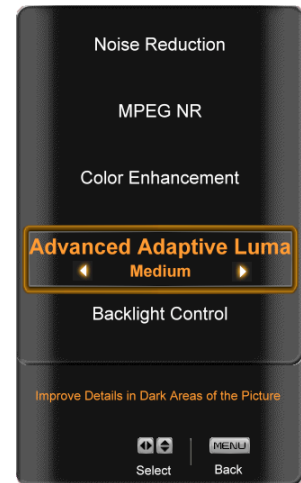 Noise Reduction
MPEG NR
Color Enhancement
Advanced Adaptive Luma
Medium
Backlight Control
Improve Details in Dark Areas of the Picture
MENU
Select Back